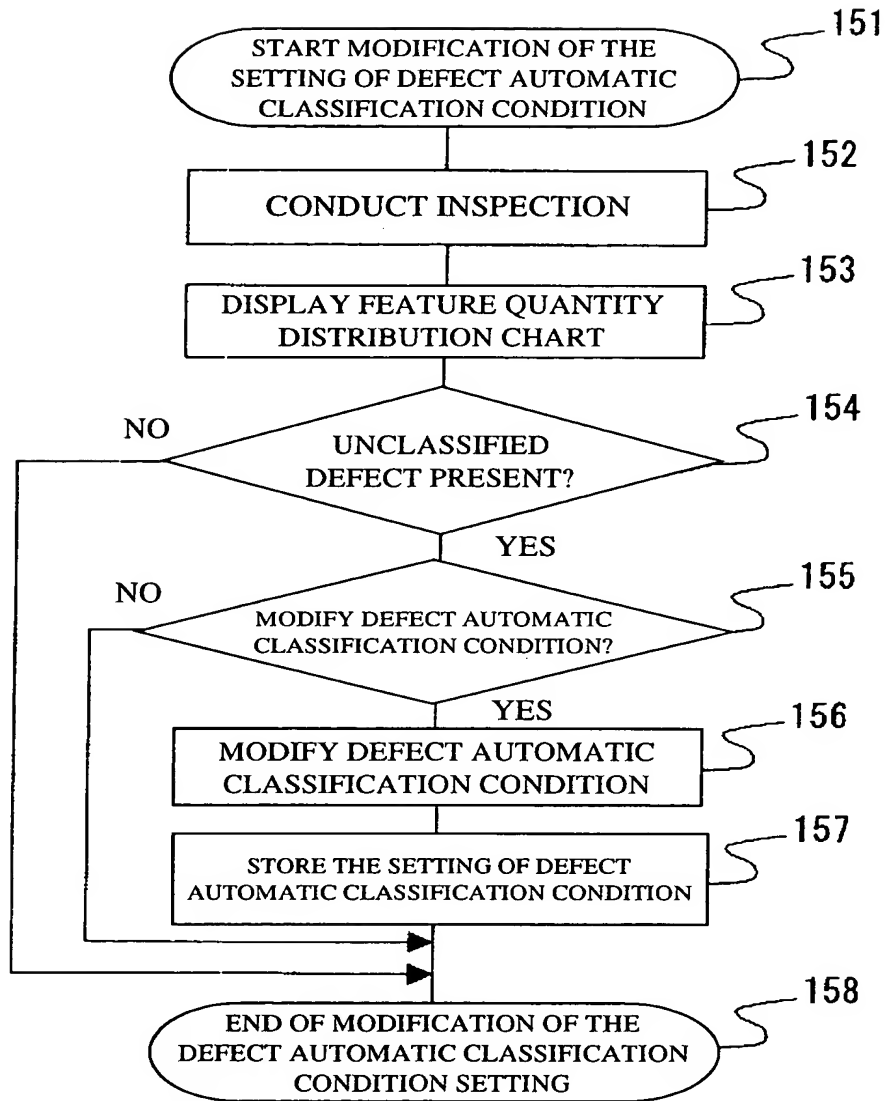 151
START MODIFICATION OF THE
SETTING OF DEFECT AUTOMATIC
CLASSIFICATION CONDITION
152
CONDUCT INSPECTION
153
DISPLAY FEATURE QUANTITY
DISTRIBUTION CHART
154
NO
UNCLASSIFIED
DEFECT PRESENT?
YES
155
NO
MODIFY DEFECT AUTOMATIC
CLASSIFICATION CONDITION?
YES
156
MODIFY DEFECT AUTOMATIC
CLASSIFICATION CONDITION
157
STORE THE SETTING OF DEFECT
AUTOMATIC CLASSIFICATION CONDITION
158
END OF MODIFICATION OF THE
DEFECT AUTOMATIC CLASSIFICATION
CONDITION SETTING